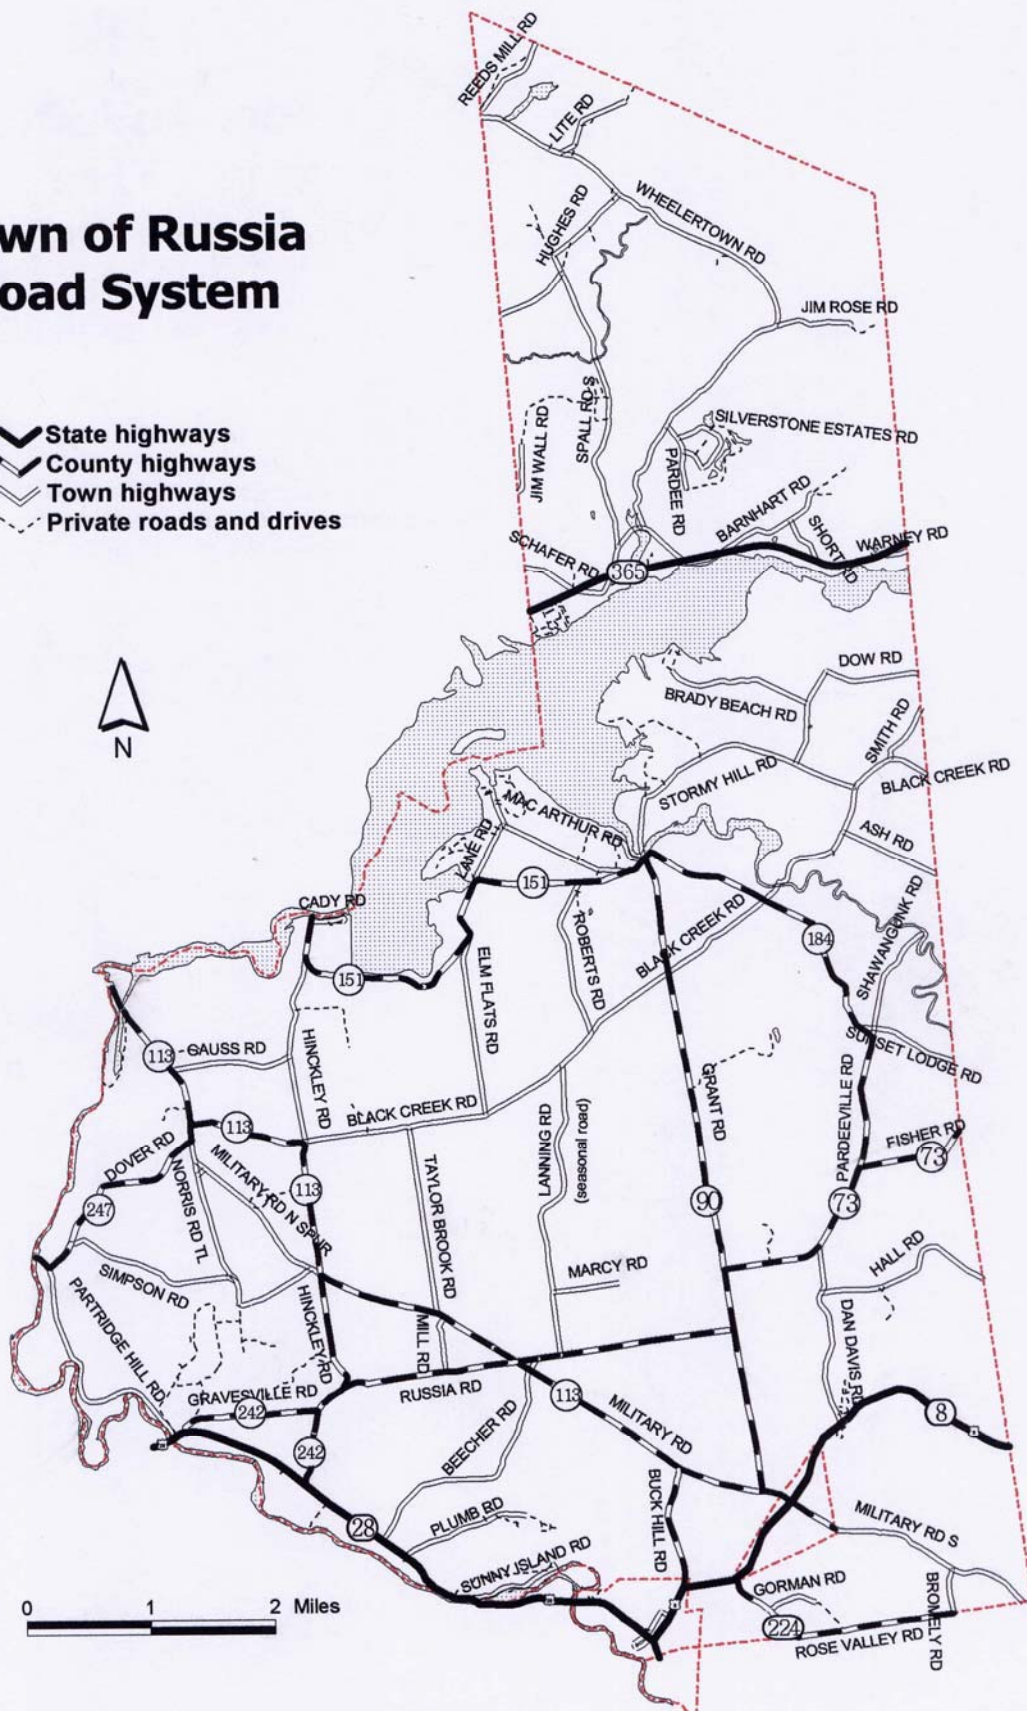 wn of Russia
oad System
State highways
County highways
Town highways
Private roads and drives
N
REEDS MILL RD
LITE RD
HUGHES RD
WHEELERTOWN RD
JIM ROSE RD
SPALL RD S
JIM WALL RD
SILVERSTONE ESTATES RD
PARDEE RD
BARNHART RD
SHORT RD
WARNEY RD
SCHAFER RD
365
DOW RD
BRADY BEACH RD
SMITH RD
STORMY HILL RD
BLACK CREEK RD
MAC ARTHUR RD
ASH RD
LANE RD
151
CADY RD
ROBERTS RD
BLACK CREEK RD
184
SHAWANGUNK RD
151
ELM FLATS RD
113
GAUSS RD
HINCKLEY RD
SUNSET LODGE RD
GRANT RD
PARDEEVILLE RD
BLACK CREEK RD
LANNING RD
(seasonal road)
113
DOVER RD
FISHER RD
73
MILITARY RD N SPUR
NORRIS RD TL
113
TAYLOR BROOK RD
90
73
247
HALL RD
SIMPSON RD
MARCY RD
PARTRIDGE HILL RD
HINCKLEY RD
MILL RD
DAN DAVIS RD
GRAVESVILLE RD
RUSSIA RD
242
113
MILITARY RD
8
242
BEECHER RD
BUCK HILL RD
28
PLUMB RD
MILITARY RD S
SUNNY ISLAND RD
GORMAN RD
BROMELY RD
224
ROSE VALLEY RD
0 1 2 Miles